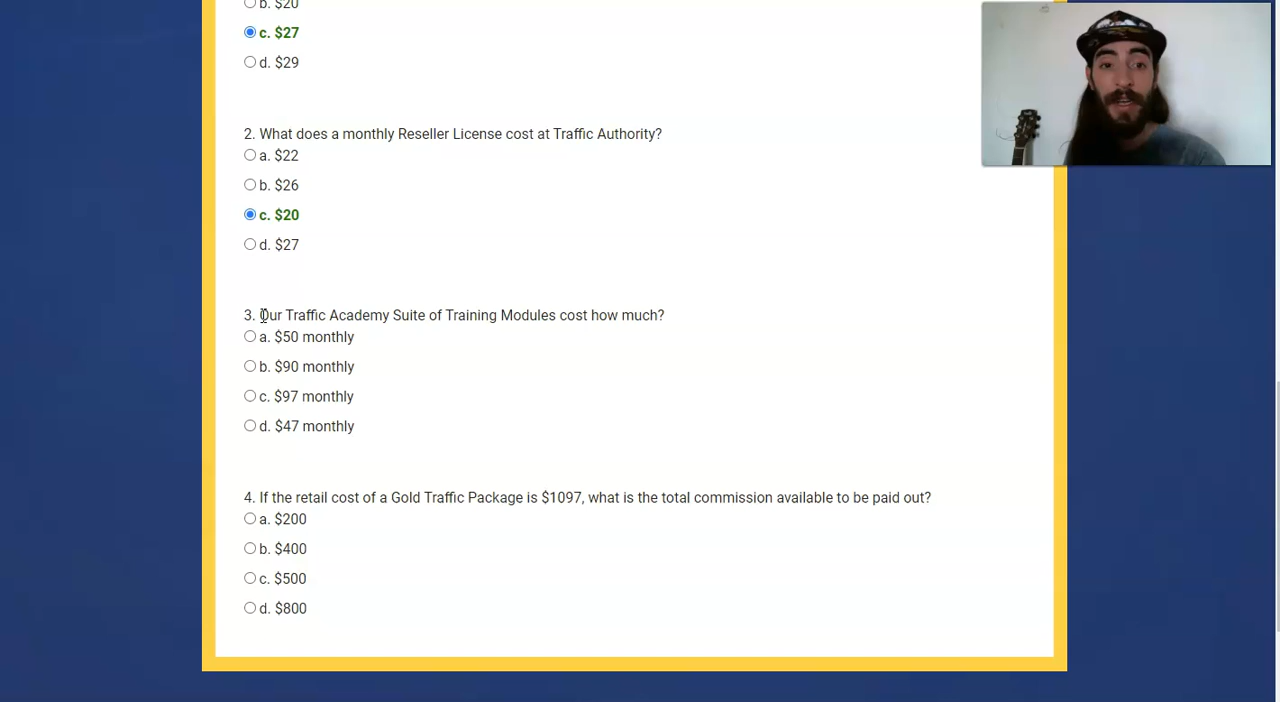 b. $20
c. $27
d. $29
2. What does a monthly Reseller License cost at Traffic Authority?
a. $22
b. $26
c. $20
d. $27
3. Our Traffic Academy Suite of Training Modules cost how much?
a. $50 monthly
b. $90 monthly
c. $97 monthly
d. $47 monthly
4. If the retail cost of a Gold Traffic Package is $1097, what is the total commission available to be paid out?
a. $200
b. $400
c. $500
d. $800